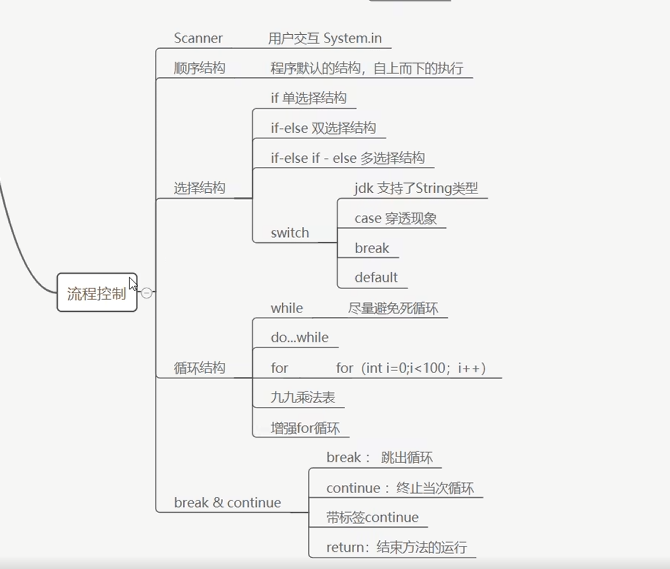 Scanner 用户交互 System.in
顺序结构 程序默认的结构，自上而下的执行
选择结构
if 单选择结构
if-else 双选择结构
if-else if - else 多选择结构
switch
jdk 支持了String类型
case 穿透现象
break
default
流程控制
循环结构
while 尽量避免死循环
do...while
for for（int i=0;i<100；i++）
九九乘法表
增强for循环
break & continue
break： 跳出循环
continue ：终止当次循环
带标签continue
return：结束方法的运行